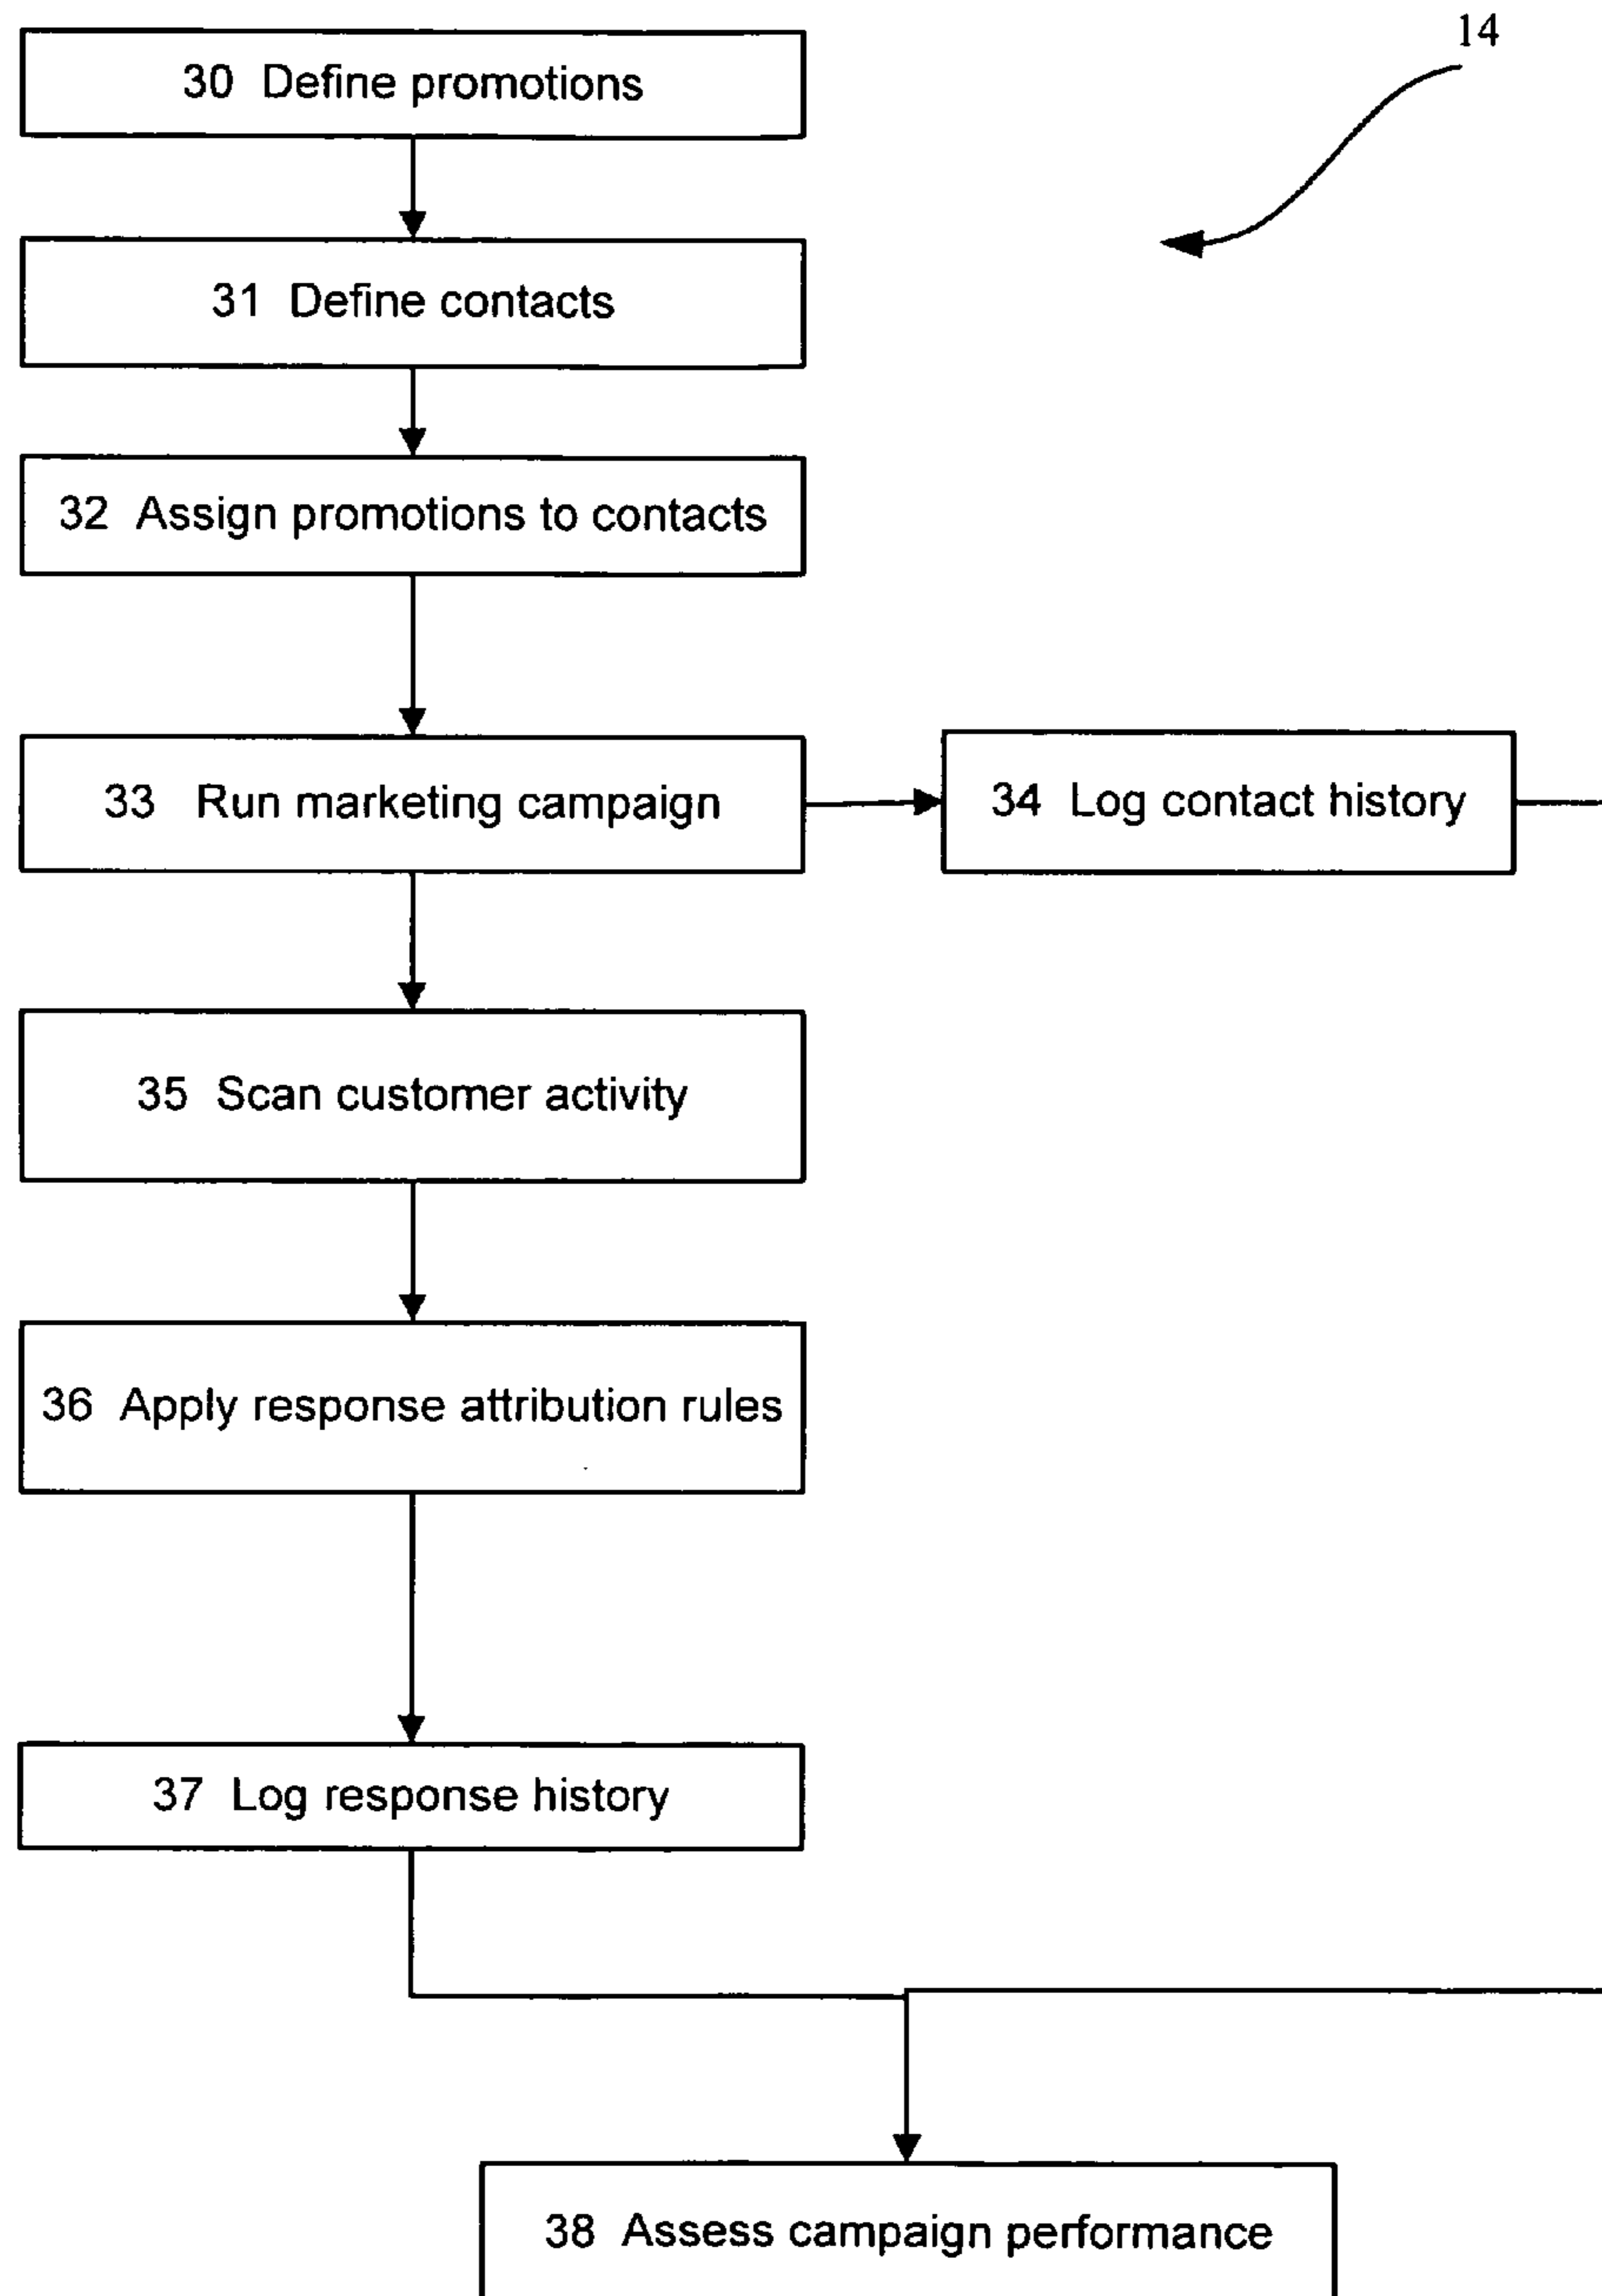 14
30 Define promotions
31 Define contacts
32 Assign promotions to contacts
33 Run marketing campaign
34 Log contact history
35 Scan customer activity
36 Apply response attribution rules
37 Log response history
38 Assess campaign performance